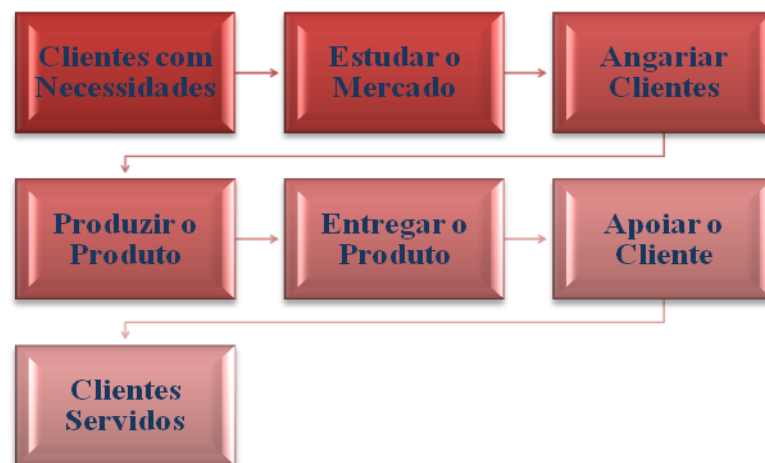 Clientes com
Necessidades
Estudar o
Mercado
Angariar
Clientes
Produzir o
Produto
Entregar o
Produto
Apoiar o
Cliente
Clientes
Servidos